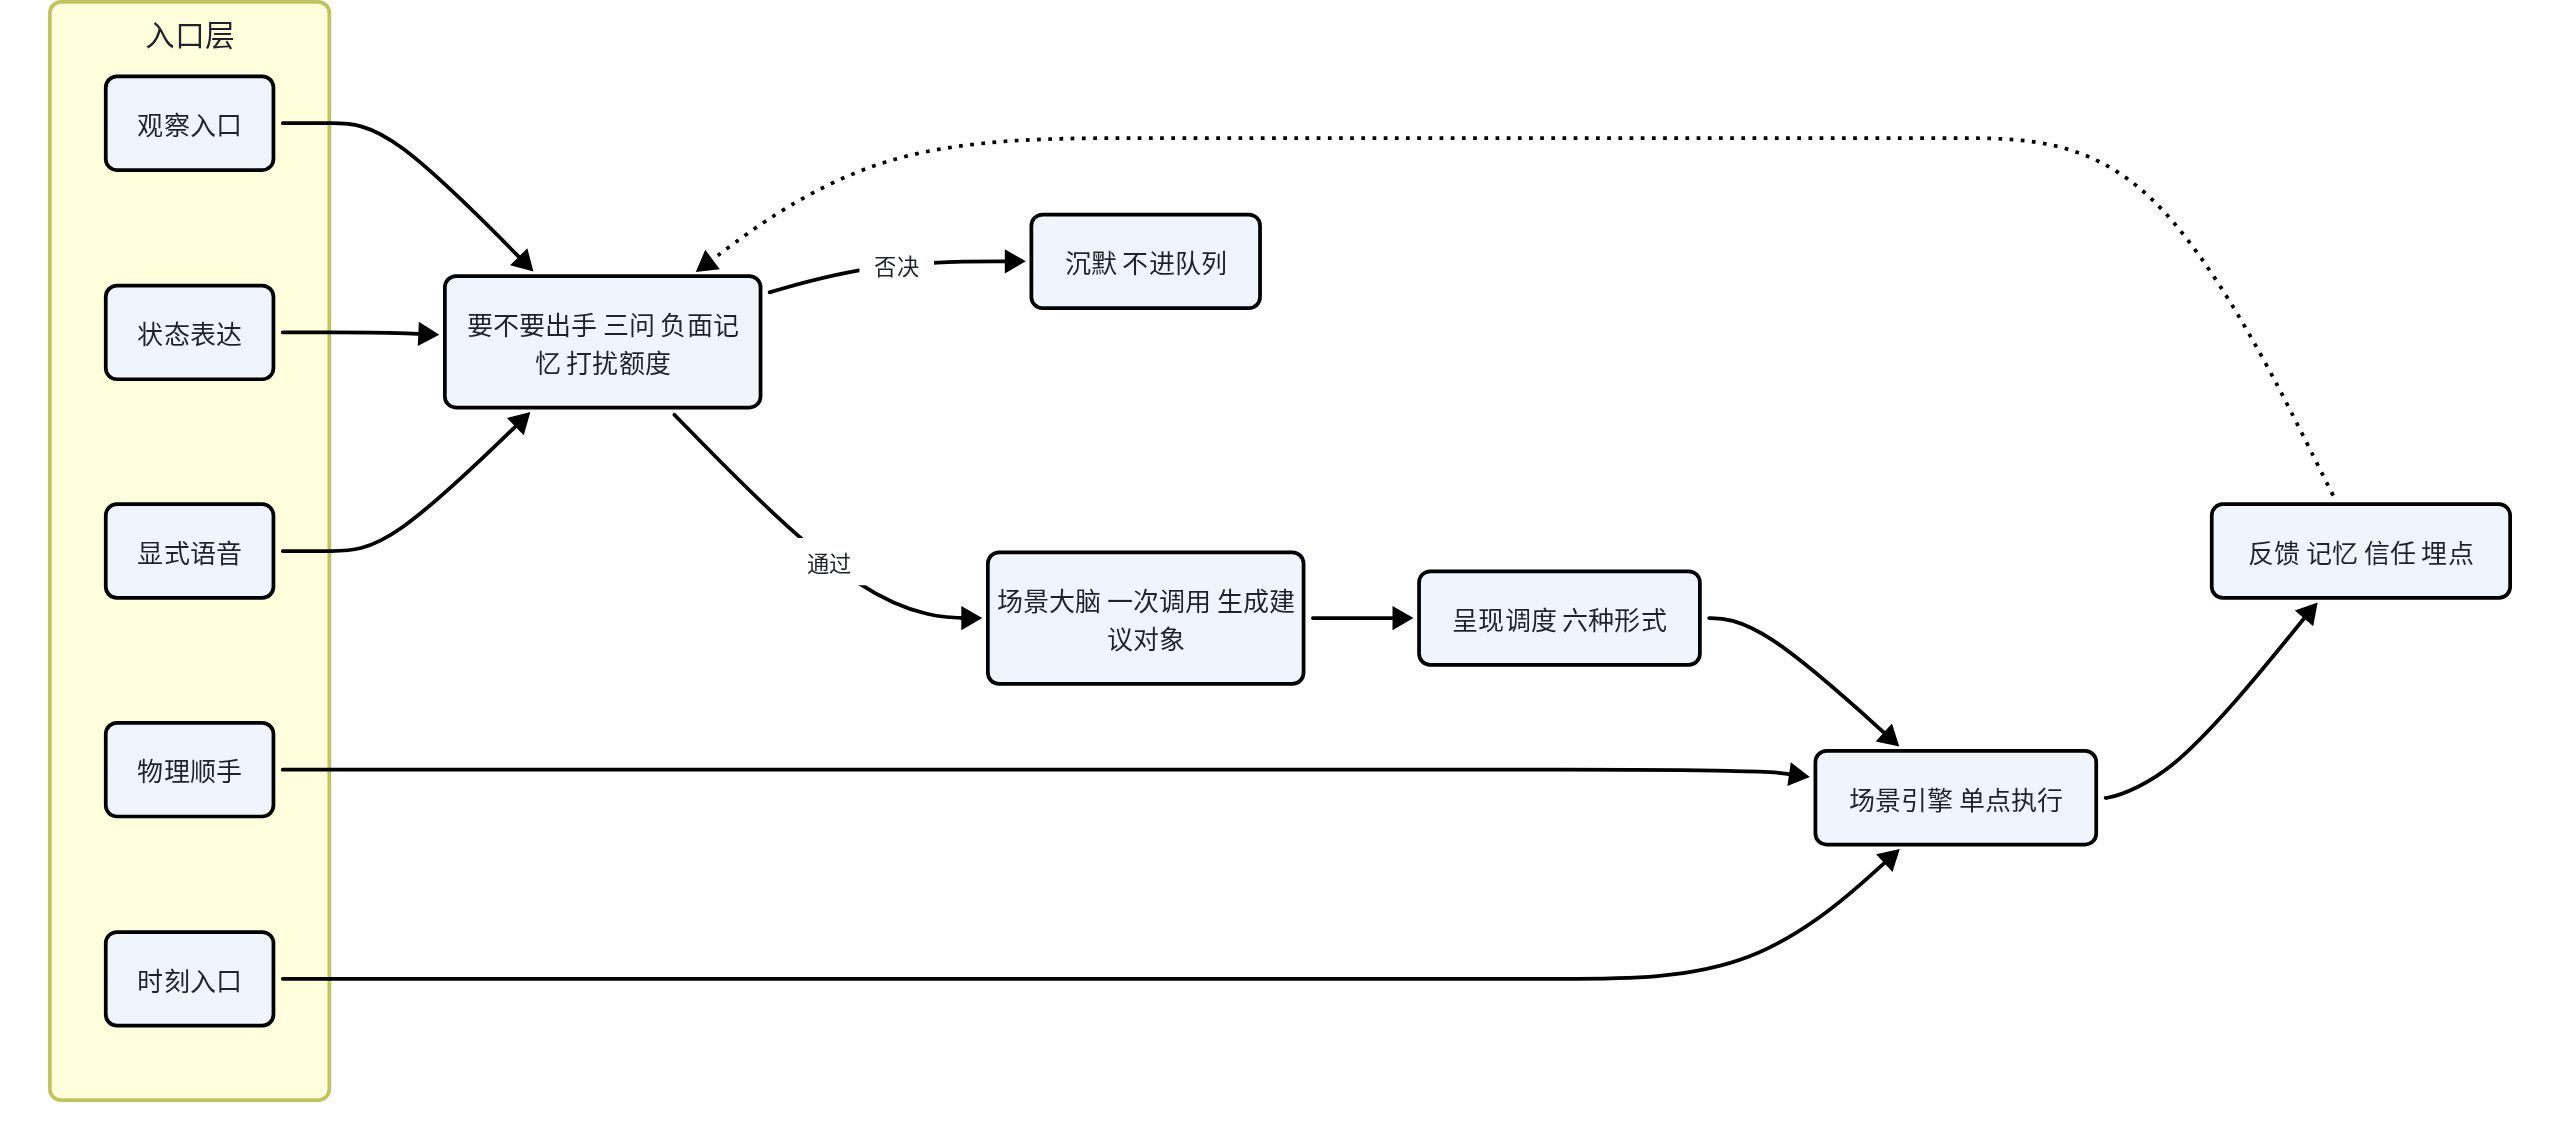 入口层
观察入口
状态表达
显式语音
物理顺手
时刻入口
要不要出手 三问 负面记
忆 打扰额度
否决
沉默 不进队列
通过
场景大脑 一次调用 生成建
议对象
呈现调度 六种形式
场景引擎 单点执行
反馈 记忆 信任 埋点